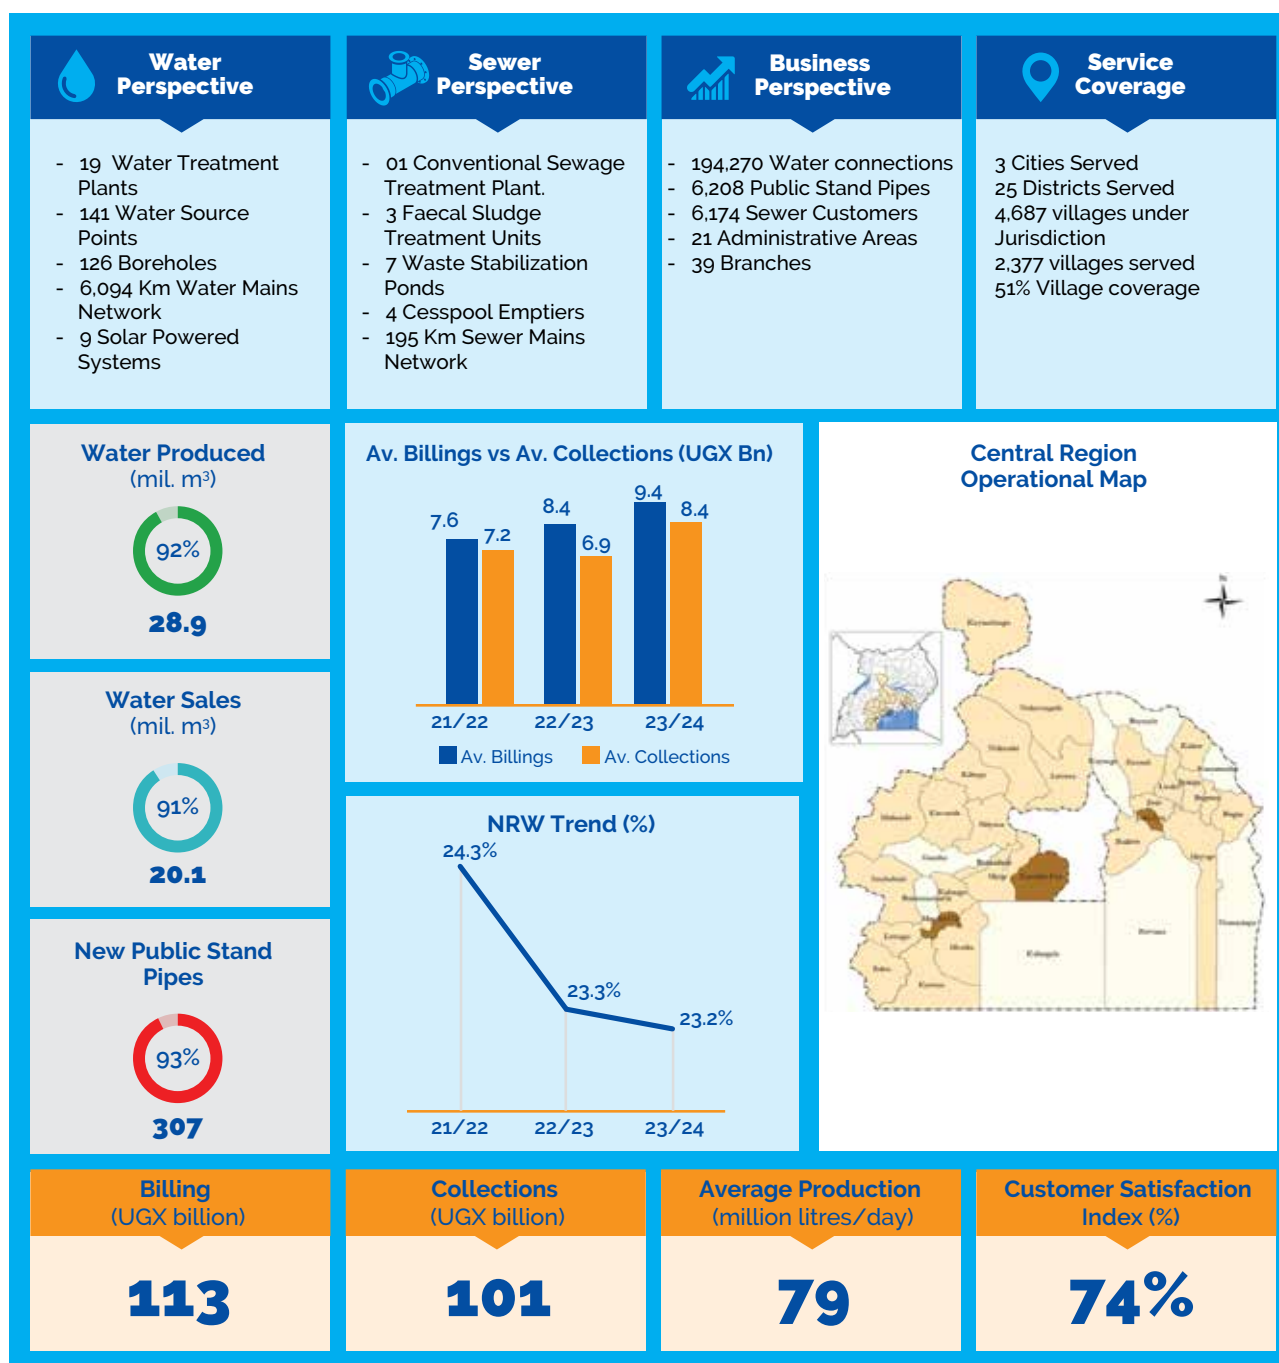 Water
Perspective
- 19 Water Treatment
Plants
- 141 Water Source
Points
- 126 Boreholes
- 6,094 Km Water Mains
Network
- 9 Solar Powered
Systems
Sewer
Perspective
- 01 Conventional Sewage
Treatment Plant.
- 3 Faecal Sludge
Treatment Units
- 7 Waste Stabilization
Ponds
- 4 Cesspool Emptiers
- 195 Km Sewer Mains
Network
Business
Perspective
- 194,270 Water connections
- 6,208 Public Stand Pipes
- 6,174 Sewer Customers
- 21 Administrative Areas
- 39 Branches
Service
Coverage
3 Cities Served
25 Districts Served
4,687 villages under
Jurisdiction
2,377 villages served
51% Village coverage
Water Produced
(mil. m³)
92%
28.9
Water Sales
(mil. m³)
91%
20.1
New Public Stand
Pipes
93%
307
Av. Billings vs Av. Collections (UGX Bn)
7.6
7.2
8.4
6.9
9.4
8.4
21/22
22/23
23/24
Av. Billings
Av. Collections
NRW Trend (%)
24.3%
23.3%
23.2%
21/22
22/23
23/24
Central Region
Operational Map
Billing
(UGX billion)
113
Collections
(UGX billion)
101
Average Production
(million litres/day)
79
Customer Satisfaction
Index (%)
74%